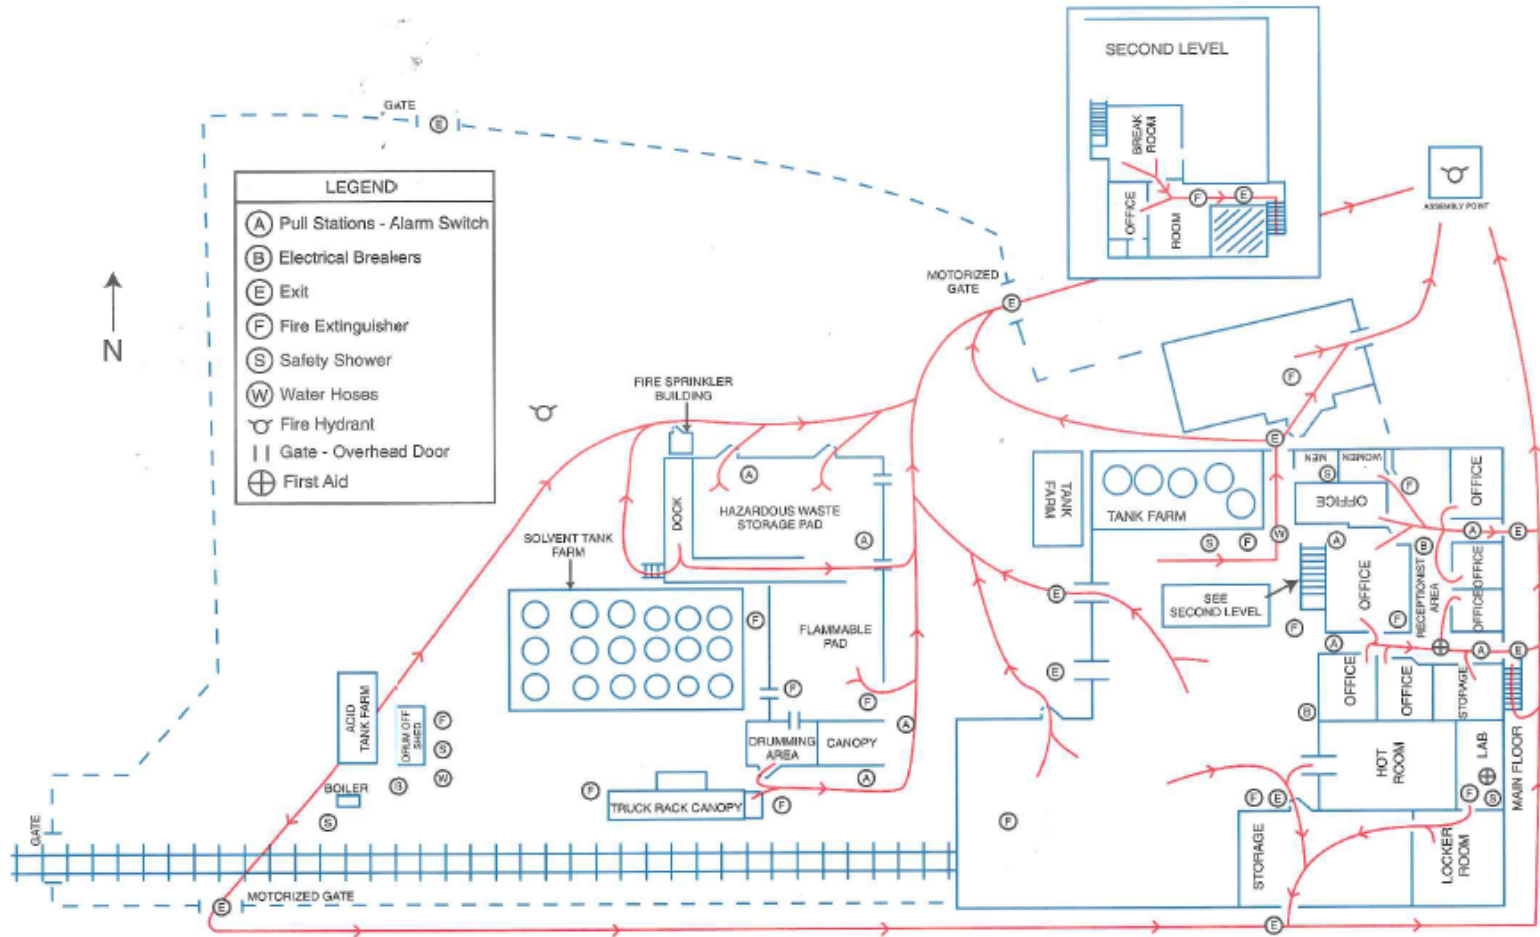 SECOND LEVEL
BREAK
ROOM
OFFICE
ROOM
F
E
GATE
E
ASSEMBLY POINT
LEGEND
A Pull Stations - Alarm Switch
B Electrical Breakers
E Exit
F Fire Extinguisher
S Safety Shower
W Water Hoses
Fire Hydrant
Gate - Overhead Door
First Aid
N
MOTORIZED
GATE
E
FIRE SPRINKLER
BUILDING
F
E
A
DOCK
HAZARDOUS WASTE
STORAGE PAD
A
SOLVENT TANK
FARM
TANK
FARM
TANK FARM
S
F
W
MEN
WOMEN
S
OFFICE
F
OFFICE
A
B
A
E
SEE
SECOND LEVEL
OFFICE
RECEPTIONIST
AREA
OFFICE
OFFICE
F
F
A
A
E
F
FLAMMABLE
PAD
E
E
F
F
A
ACID
TANK FARM
DRUM OFF
SHED
F
S
W
B
BOILER
S
DRUMMING
AREA
CANOPY
A
F
TRUCK RACK CANOPY
F
OFFICE
OFFICE
STORAGE
B
HOT
ROOM
LAB
MAIN FLOOR
F
E
F
S
F
STORAGE
LOCKER
ROOM
GATE
MOTORIZED GATE
E
E